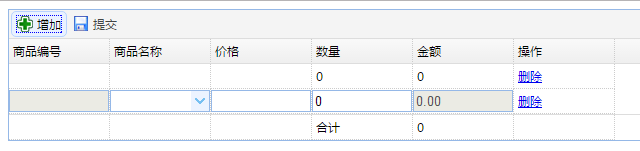 增加 提交
商品编号 商品名称 价格 数量 金额 操作
0 0 删除
0 0.00 删除
合计 0